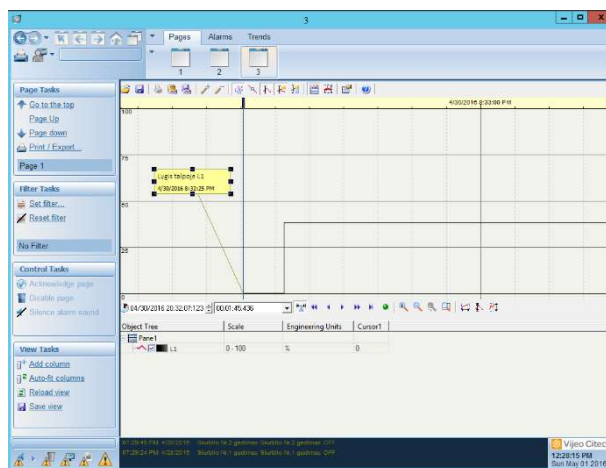 3
Pages Alarms Trends
1 2 3
Page Tasks
Go to the top
Page Up
Page down
Print / Export...
Page 1
Filter Tasks
Set filter...
Reset filter
No Filter
Control Tasks
Acknowledge page
Disable page
Silence alarm sound
View Tasks
Add column
Auto-fit columns
Reload view
Save view
4/30/2016 8:33:00 PM
100
75
Lygis talpoje L1
4/30/2016 8:32:25 PM
50
25
0
04/30/2016 20:32:07.123 00:01:45.436
Object Tree Scale Engineering Units Cursor1
Pane1
L1 0 - 100 % 0
Vijeo Citec
12:28:15 PM
Sun May 01 2016